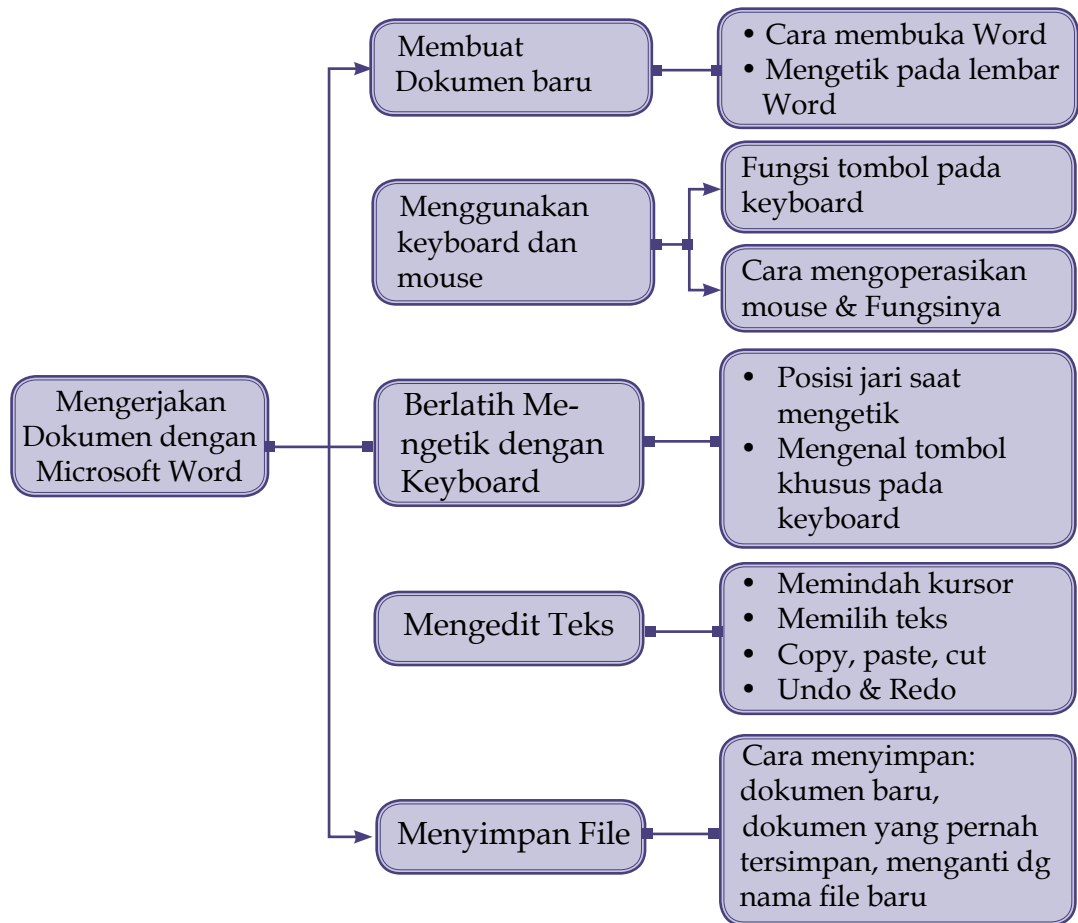 Membuat
Dokumen baru
• Cara membuka Word
• Mengetik pada lembar
Word
Menggunakan
keyboard dan
mouse
Fungsi tombol pada
keyboard
Cara mengoperasikan
mouse & Fungsinya
Mengerjakan
Dokumen dengan
Microsoft Word
Berlatih Me-
ngetik dengan
Keyboard
• Posisi jari saat
mengetik
• Mengenal tombol
khusus pada
keyboard
Mengedit Teks
• Memindah kursor
• Memilih teks
• Copy, paste, cut
• Undo & Redo
Menyimpan File
Cara menyimpan:
dokumen baru,
dokumen yang pernah
tersimpan, menganti dg
nama file baru